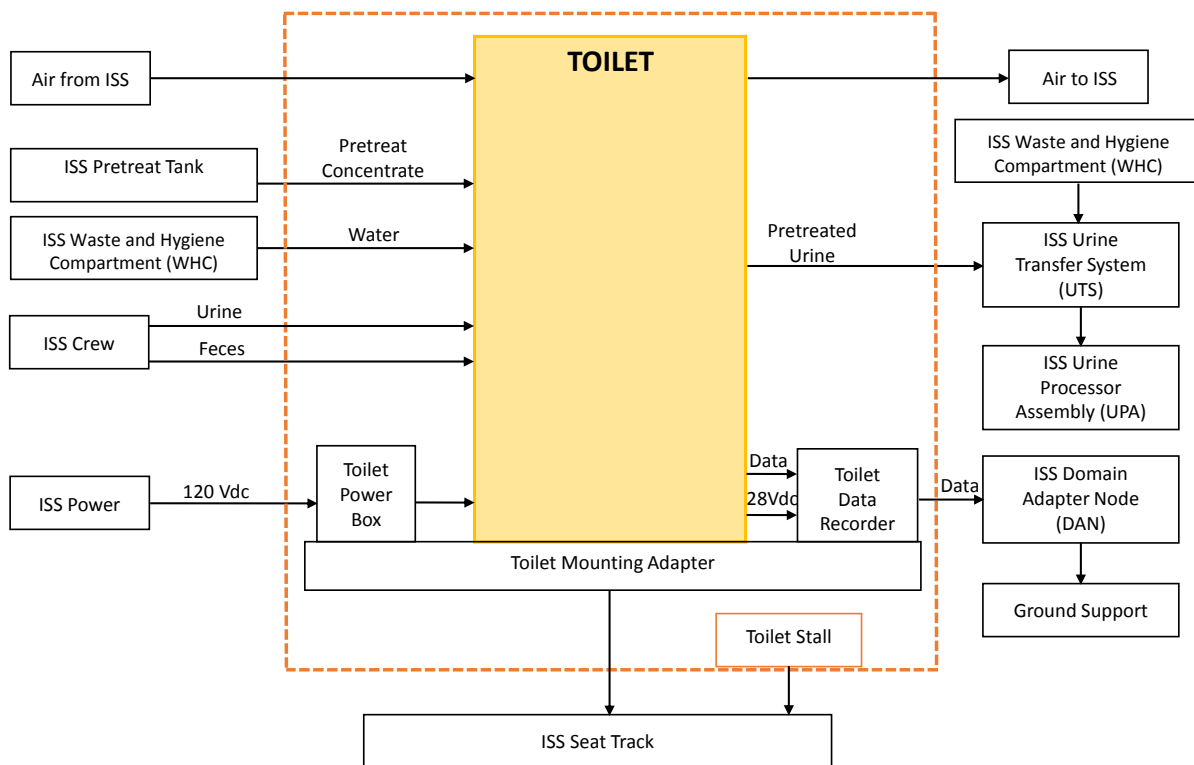 TOILET
Air from ISS
Air to ISS
ISS Pretreat Tank
Pretreat
Concentrate
ISS Waste and Hygiene
Compartment (WHC)
ISS Waste and Hygiene
Compartment (WHC)
Water
Pretreated
Urine
ISS Urine
Transfer System
(UTS)
ISS Crew
Urine
Feces
ISS Urine
Processor
Assembly (UPA)
ISS Power
120 Vdc
Toilet
Power
Box
Data
28Vdc
Toilet
Data
Recorder
Data
ISS Domain
Adapter Node
(DAN)
Toilet Mounting Adapter
Ground Support
Toilet Stall
ISS Seat Track